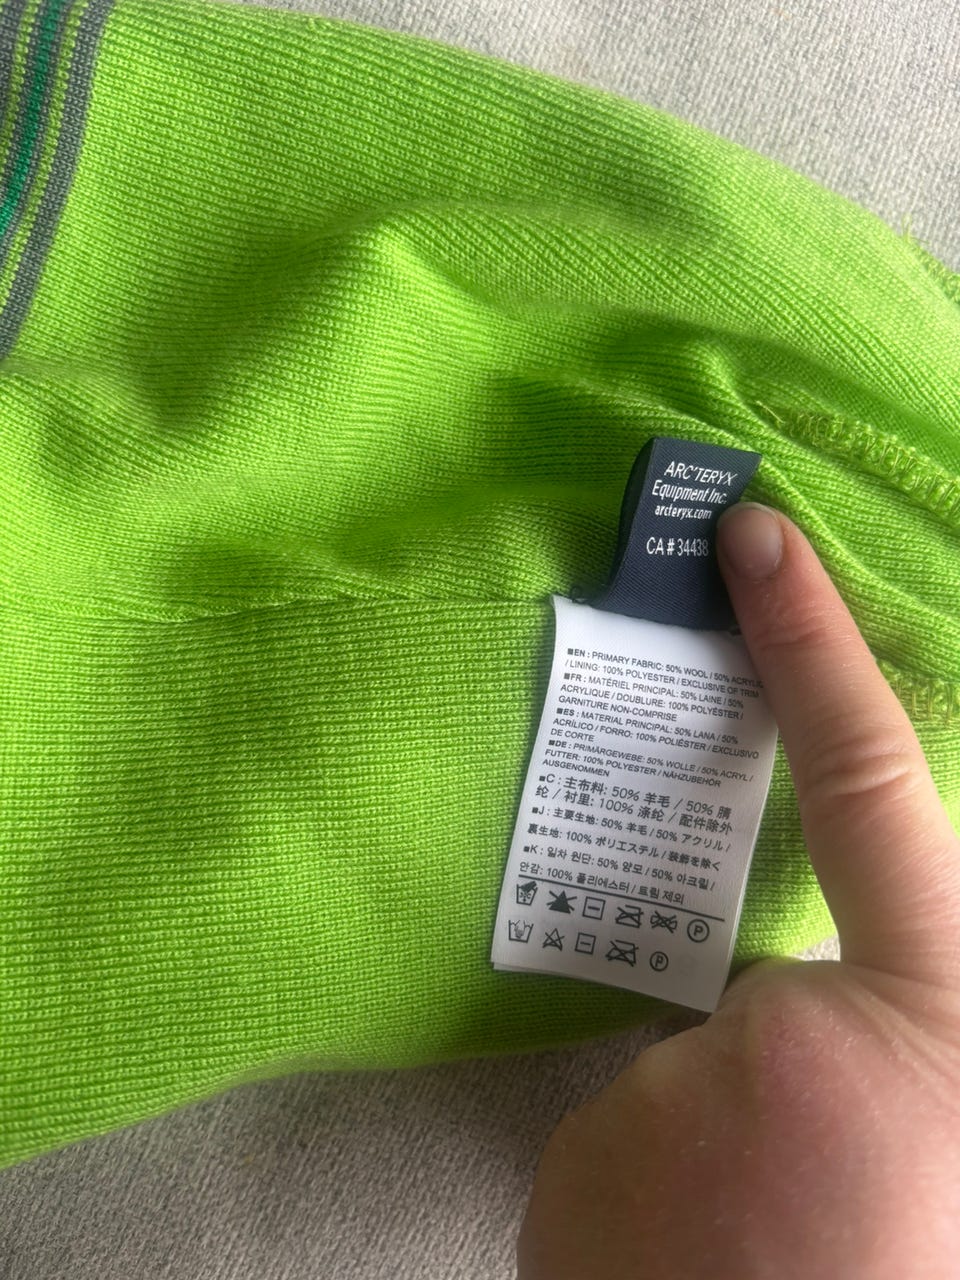 ARC'TERYX
Equipment Inc.
arcteryx.com
CA # 34438
■EN : PRIMARY FABRIC: 50% WOOL / 50% ACRYLIC
/ LINING: 100% POLYESTER / EXCLUSIVE OF TRIM
■FR : MATÉRIEL PRINCIPAL: 50% LAINE / 50%
ACRYLIQUE / DOUBLURE: 100% POLYESTER /
GARNITURE NON-COMPRISE
■ES : MATERIAL PRINCIPAL: 50% LANA / 50%
ACRÍLICO / FORRO: 100% POLIÉSTER / EXCLUSIVO
DE CORTE
■DE : PRIMÄRGEWEBE: 50% WOLLE / 50% ACRYL /
FUTTER: 100% POLYESTER / NÄHZUBEHÖR
AUSGENOMMEN
■C : 主布料: 50% 羊毛 / 50% 腈
纶 / 衬里: 100% 涤纶 / 配件除外
■J : 主要生地: 50% 羊毛 / 50% アクリル /
裏生地: 100% ポリエステル / 装飾を除く
■K : 일차 원단: 50% 양모 / 50% 아크릴 /
안감: 100% 폴리에스터 / 트림 제외
P
P